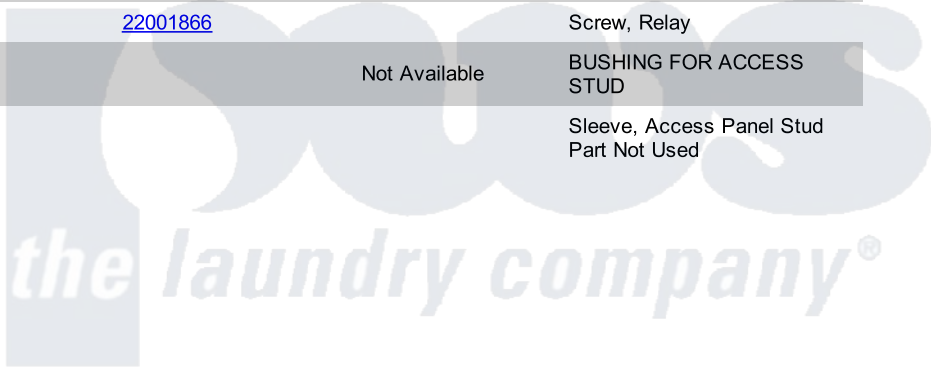 22001866 Screw, Relay
Not Available BUSHING FOR ACCESS
STUD
Sleeve, Access Panel Stud
Part Not Used
pws
the laundry company®